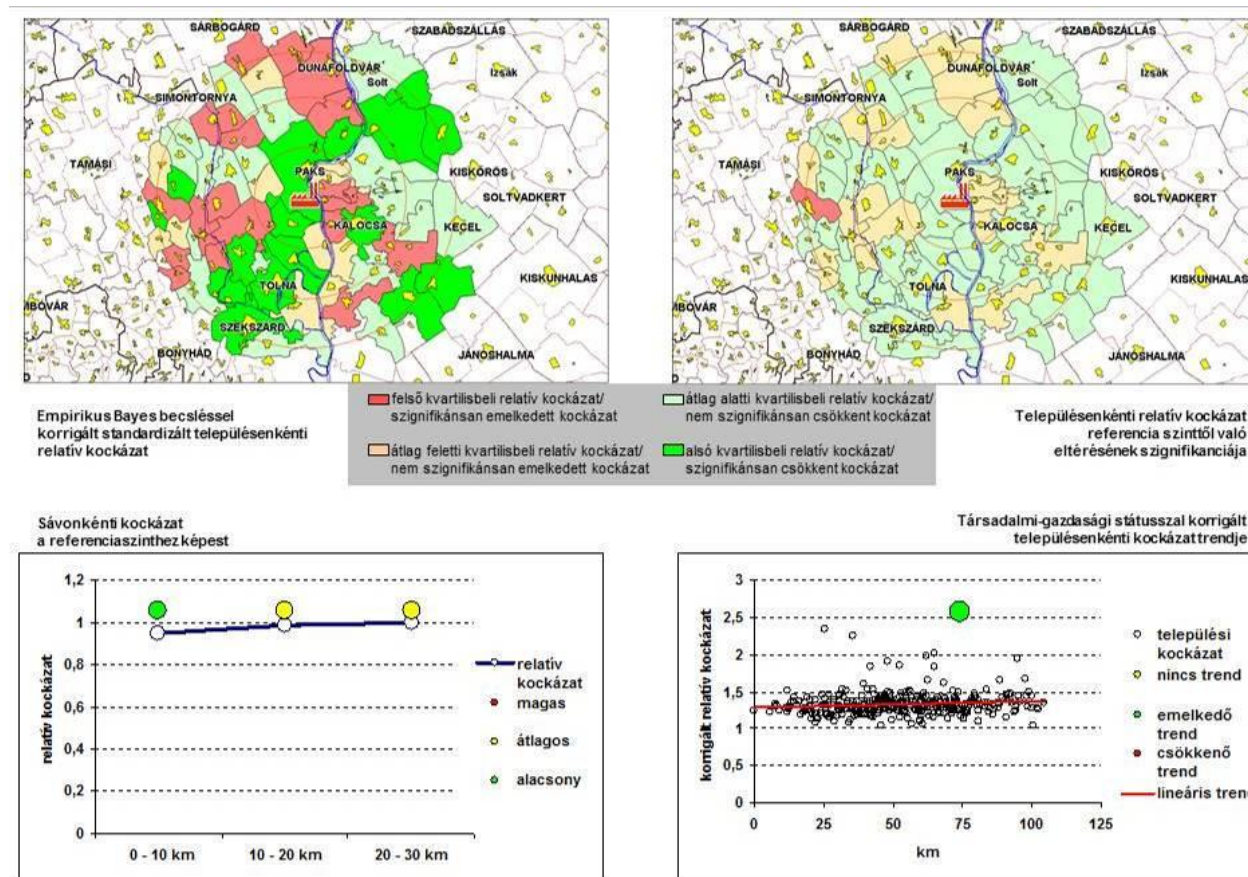 SÁRBOGÁRD
SZABADSZÁLLÁS
DUNAFÖLDVÁR
Izsák
Solt
SIMONTORNYA
TAMÁSI
PAKS
KISKŐRÖS
SOLTVADKERT
KALOCSA
KECEL
TOLNA
KISKUNHALAS
MBOVÁR
SZEKSZÁRD
BONYHÁD
JÁNOSHALMA
SÁRBOGÁRD
SZABADSZÁLLÁS
DUNAFÖLDVÁR
Izsák
Solt
SIMONTORNYA
TAMÁSI
PAKS
KISKŐRÖS
SOLTVADKERT
KALOCSA
KECEL
TOLNA
KISKUNHALAS
MBOVÁR
SZEKSZÁRD
BONYHÁD
JÁNOSHALMA
Empirikus Bayes becsléssel
korrigált standardizált településenkénti
relatív kockázat
felső kvartilisbeli relatív kockázat/
szignifikánsan emelkedett kockázat
átlag feletti kvartilisbeli relatív kockázat/
nem szignifikánsan emelkedett kockázat
átlag alatti kvartilisbeli relatív kockázat/
nem szignifikánsan csökkent kockázat
alsó kvartilisbeli relatív kockázat/
szignifikánsan csökkent kockázat
Településenkénti relatív kockázat
referencia szinttől való
eltérésének szignifikanciája
Sávonkénti kockázat
a referenciaszinthez képest
1,2
1
0,8
0,6
0,4
0,2
0
relatív kockázat
0 - 10 km
10 - 20 km
20 - 30 km
relatív
kockázat
magas
átlagos
alacsony
Társadalmi-gazdasági státusszal korrigált
településenkénti kockázat trendje
3
2,5
2
1,5
1
0,5
0
korrigált relatív kockázat
0
25
50
75
100
125
km
települési
kockázat
nincs trend
emelkedő
trend
csökkenő
trend
lineáris tren